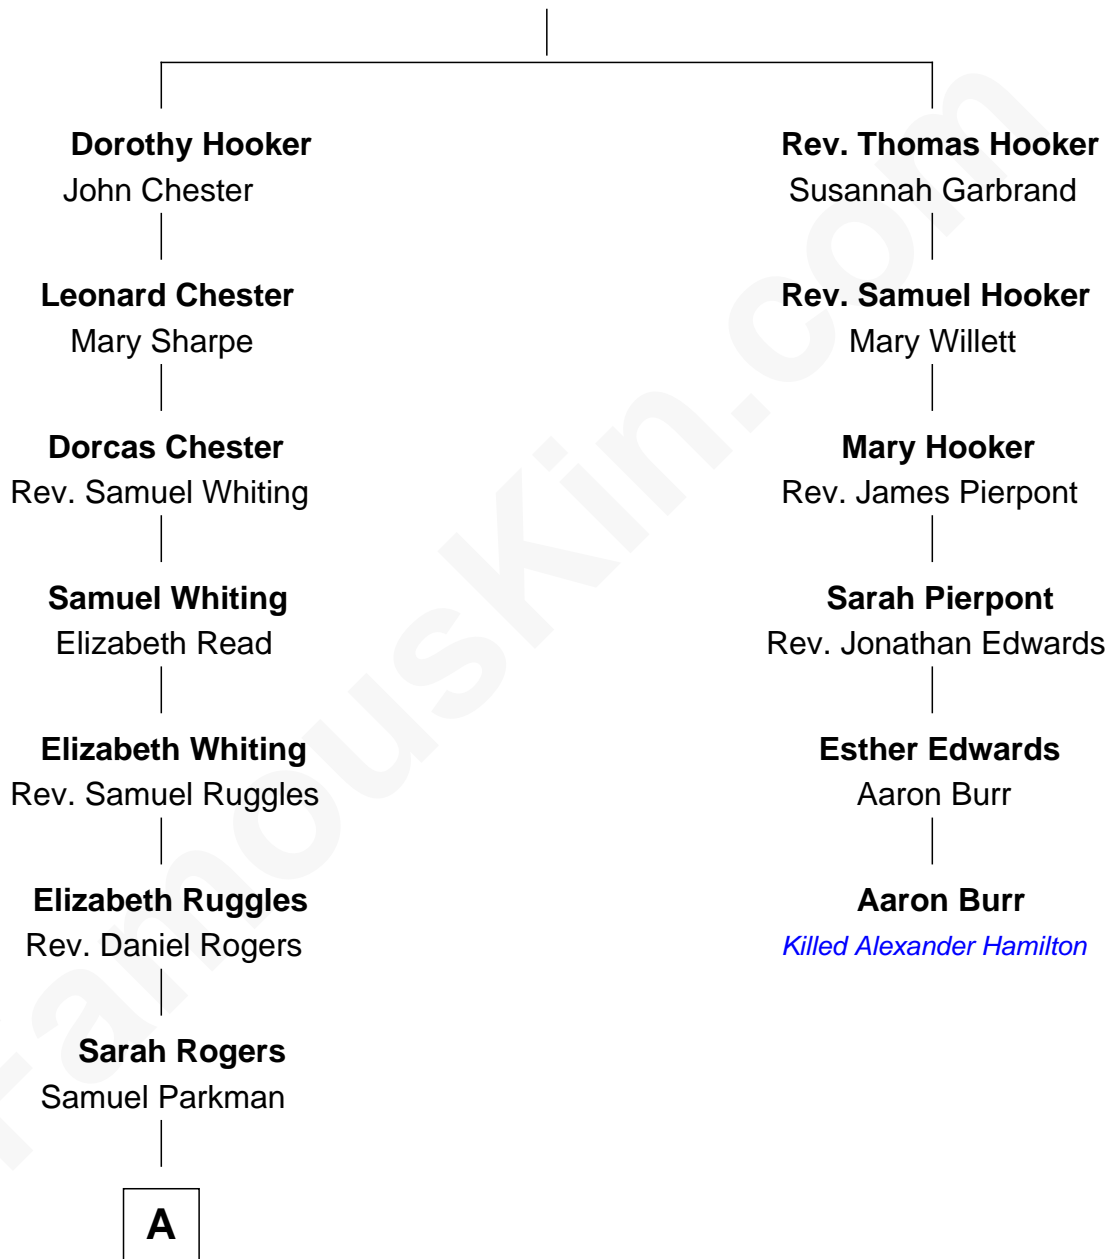 Dorothy Hooker
John Chester
Leonard Chester
Mary Sharpe
Dorcas Chester
Rev. Samuel Whiting
Samuel Whiting
Elizabeth Read
Elizabeth Whiting
Rev. Samuel Ruggles
Elizabeth Ruggles
Rev. Daniel Rogers
Sarah Rogers
Samuel Parkman
A
Rev. Thomas Hooker
Susannah Garbrand
Rev. Samuel Hooker
Mary Willett
Mary Hooker
Rev. James Pierpont
Sarah Pierpont
Rev. Jonathan Edwards
Esther Edwards
Aaron Burr
Aaron Burr
Killed Alexander Hamilton
FamousKin.com